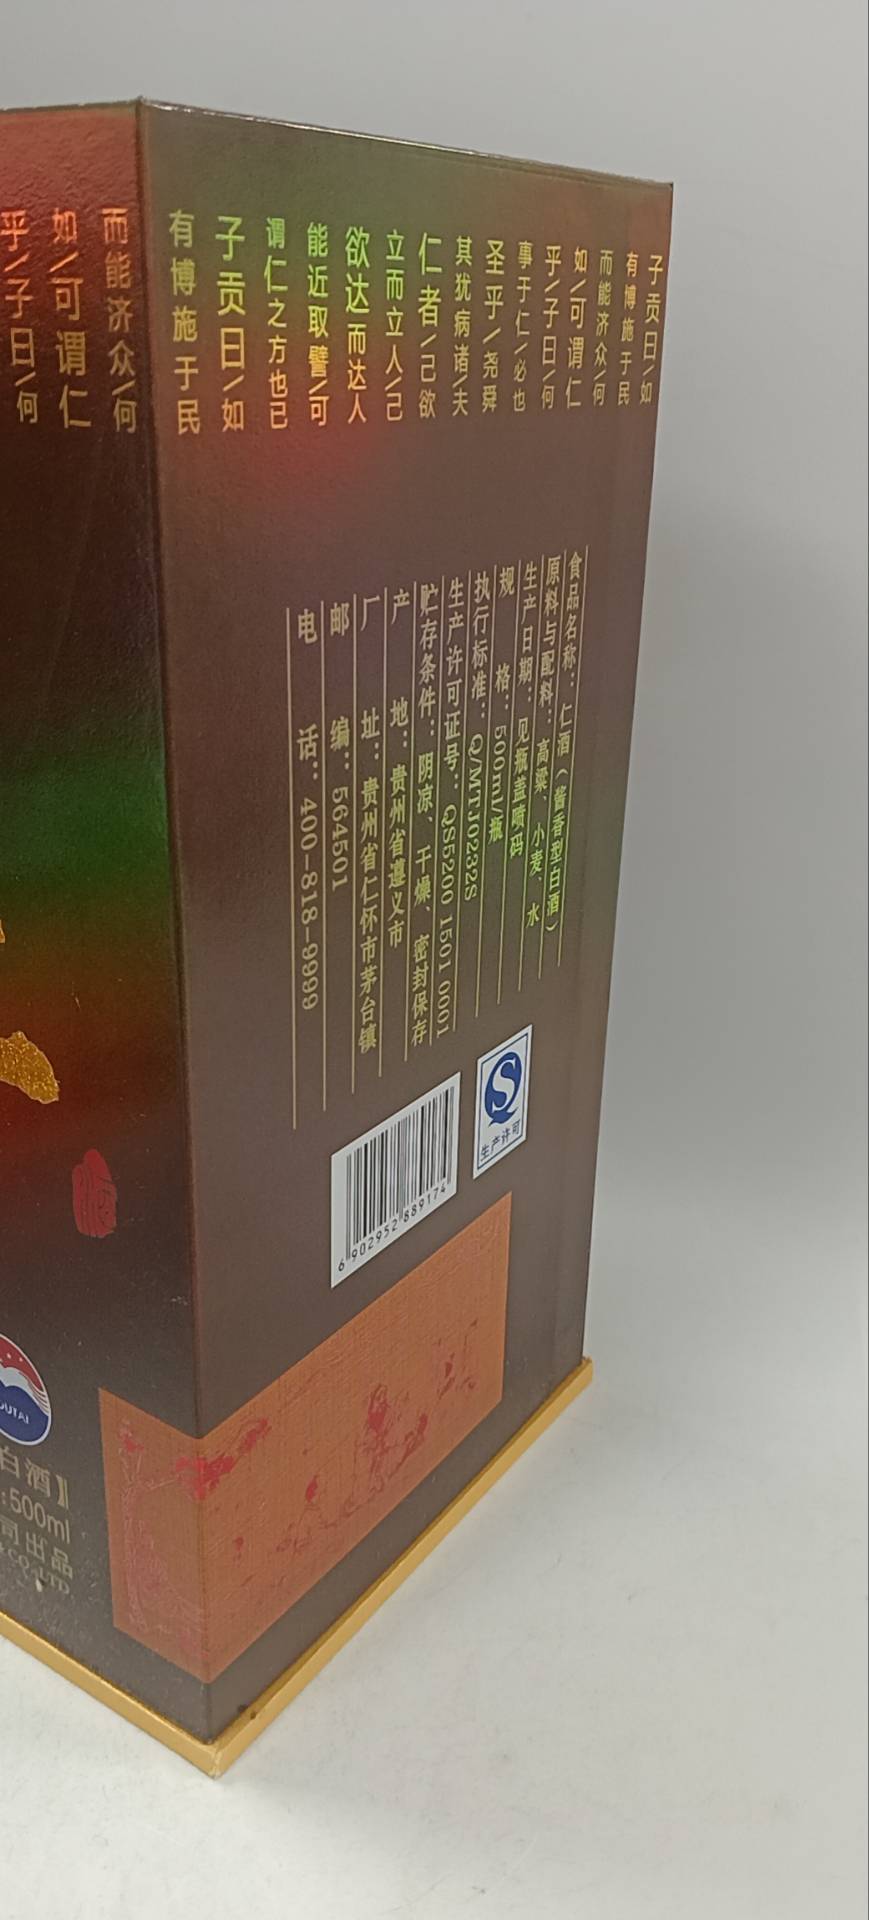 子贡曰\如
有博施于民
而能济众\何
如\可谓仁
乎\子曰\何
事于仁\必也
圣乎\尧舜
其犹病诸\夫
仁者\己欲
立而立人\己
欲达而达人
能近取譬\可
谓仁之方也已
子贡曰\如
有博施于民
而能济众\何
如\可谓仁
乎\子曰\何
食品名称：仁酒（酱香型白酒）
原料与配料：高粱、小麦、水
生产日期：见瓶盖喷码
规 格：500ml/瓶
执行标准：Q/MTJ0232S
生产许可证号：QS5200 1501 0001
贮存条件：阴凉、干燥、密封保存
产 地：贵州省遵义市
厂 址：贵州省仁怀市茅台镇
邮 编：564501
电 话：400-818-9999
生产许可
6 902952 889174
酒
OUTAI
白酒】
:500ml
司出品
CO.,LTD